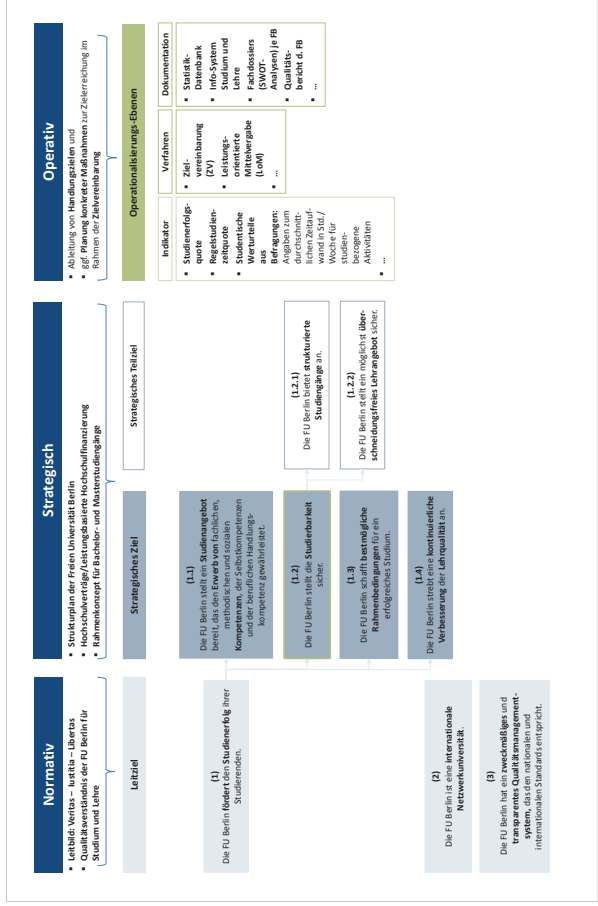 Normativ
▪ Leitbild: Veritas – Iustitia – Libertas
▪ Qualitätsverständnis der FU Berlin für
Studium und Lehre
Leitziel
(1)
Die FU Berlin fördert den Studienerfolg ihrer
Studierenden.
(2)
Die FU Berlin ist eine internationale
Netzwerkuniversität.
(3)
Die FU Berlin hat ein zweckmäßiges und
transparentes Qualitätsmanagement-
system, das den nationalen und
internationalen Standards entspricht.
Strategisch
▪ Strukturplan der Freien Universität Berlin
▪ Hochschulverträge/Leistungsbasierte Hochschulfinanzierung
▪ Rahmenkonzept für Bachelor- und Masterstudiengänge
Strategisches Ziel
(1.1)
Die FU Berlin stellt ein Studienangebot
bereit, das den Erwerb von fachlichen,
methodischen und sozialen
Kompetenzen, der Selbstkompetenzen
und der beruflichen Handlungs-
kompetenz gewährleistet.
(1.2)
Die FU Berlin stellt die Studierbarkeit
sicher.
(1.3)
Die FU Berlin schafft bestmögliche
Rahmenbedingungen für ein
erfolgreiches Studium.
(1.4)
Die FU Berlin strebt eine kontinuierliche
Verbesserung der Lehrqualität an.
Strategisches Teilziel
(1.2.1)
Die FU Berlin bietet strukturierte
Studiengänge an.
(1.2.2)
Die FU Berlin stellt ein möglichst über-
schneidungsfreies Lehrangebot sicher.
Operativ
▪ Ableitung von Handlungszielen und
▪ ggf. Planung konkreter Maßnahmen zur Zielerreichung im
Rahmen der Zielvereinbarung
Operationalisierungs-Ebenen
Indikator
▪ Studienerfolgs-
quote
▪ Regelstudien-
zeitquote
▪ Studentische
Werturteile
aus
Befragungen:
Angaben zum
durchschnitt-
lichen Zeitauf-
wand in Std./
Woche für
studien-
bezogene
Aktivitäten
▪ ...
Verfahren
▪ Ziel-
vereinbarung
(ZV)
▪ Leistungs-
orientierte
Mittelvergabe
(LoM)
▪ ...
Dokumentation
▪ Statistik-
Datenbank
▪ Info-System
Studium und
Lehre
▪ Fachdossiers
(SWOT-
Analysen) je FB
▪ Qualitäts-
bericht d. FB
▪ ...